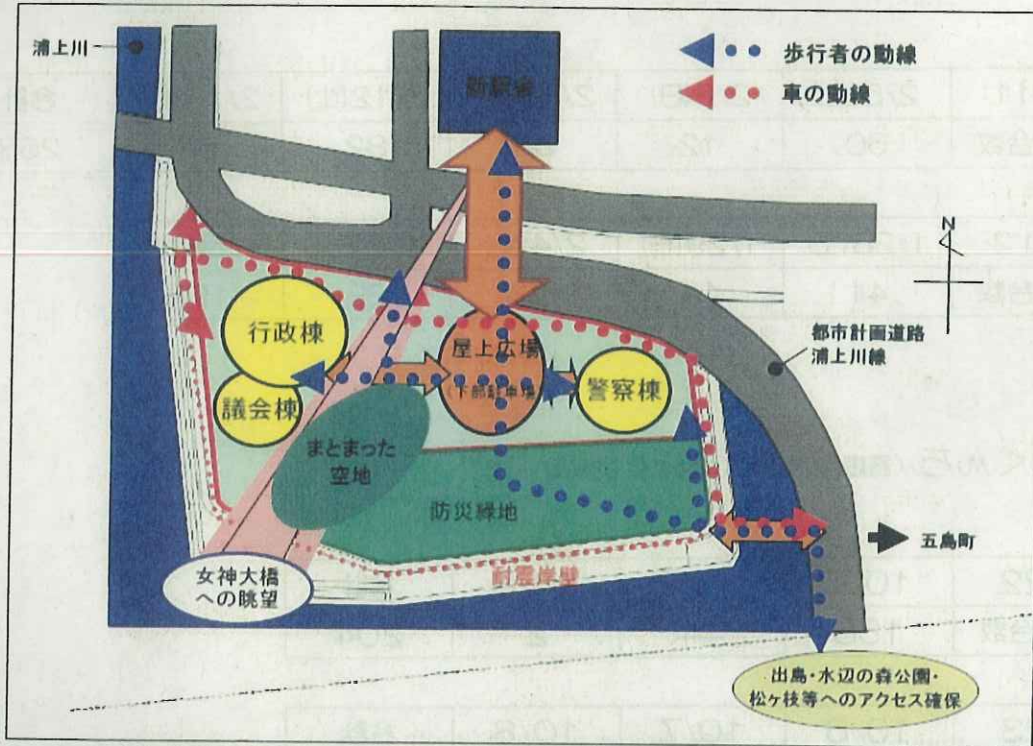 浦上川
新駅舎
歩行者の動線
車の動線
N
行政棟
議会棟
屋上広場
下部駐車場
警察棟
都市計画道路
浦上川線
まとまった
空地
防災緑地
五島町
女神大橋
への眺望
耐震岸壁
出島・水辺の森公園・
松ヶ枝等へのアクセス確保